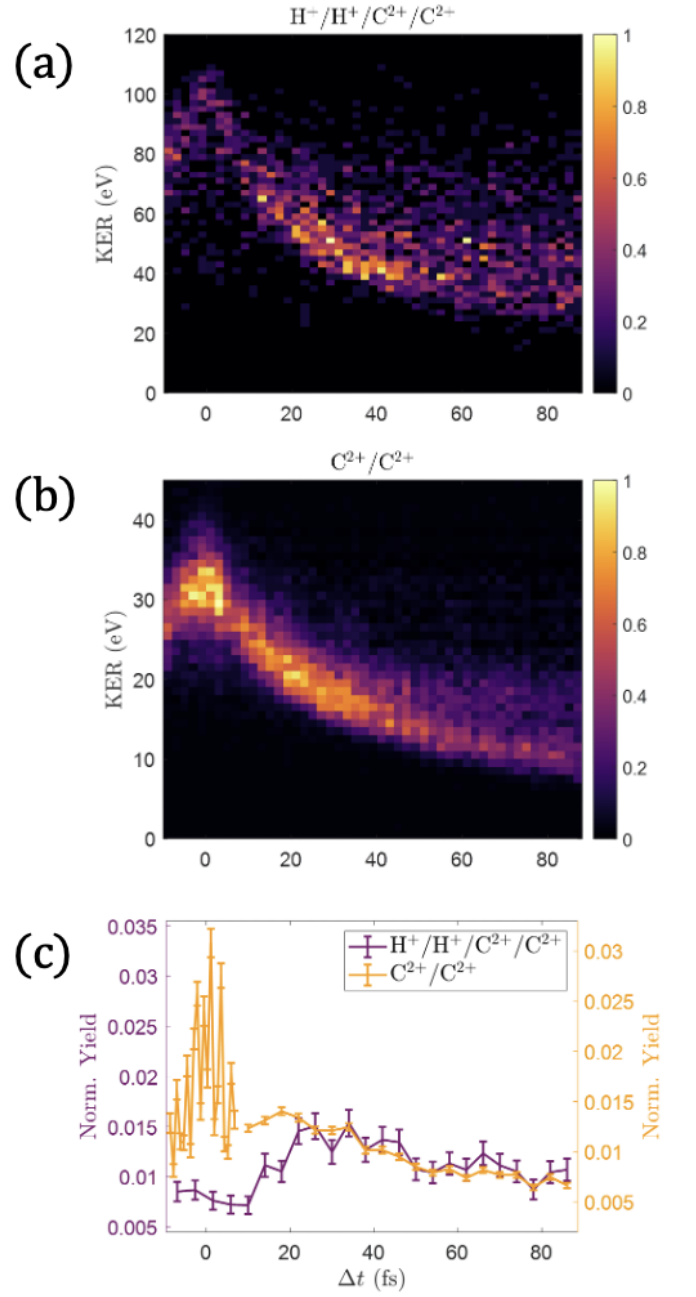 H⁺/H⁺/C²⁺/C²⁺
(a)
120
100
80
60
40
20
0
KER (eV)
0 20 40 60 80
1
0.8
0.6
0.4
0.2
0
C²⁺/C²⁺
(b)
40
30
20
10
0
KER (eV)
0 20 40 60 80
1
0.8
0.6
0.4
0.2
0
(c)
0.035
0.03
0.025
0.02
0.015
0.01
0.005
Norm. Yield
H⁺/H⁺/C²⁺/C²⁺
C²⁺/C²⁺
0.03
0.025
0.02
0.015
0.01
0.005
Norm. Yield
0 20 40 60 80
Δt (fs)